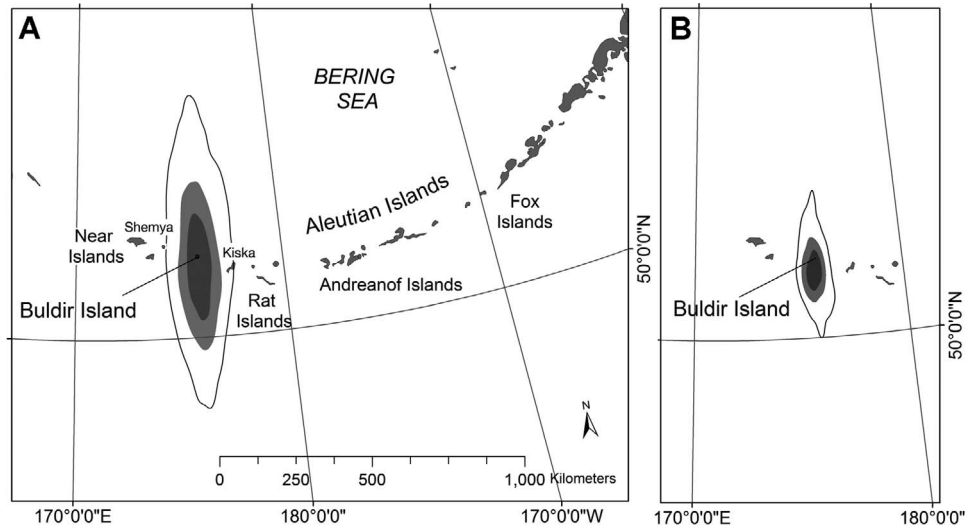 A
BERING
SEA
Aleutian Islands
Fox
Islands
Near
Islands
Shemya
Kiska
Buldir Island
Rat
Islands
Andreanof Islands
50°0'0"N
N
0 250 500 1,000 Kilometers
170°0'0"E 180°0'0" 170°0'0"W
B
Buldir Island
50°0'0"N
170°0'0"E 180°0'0"